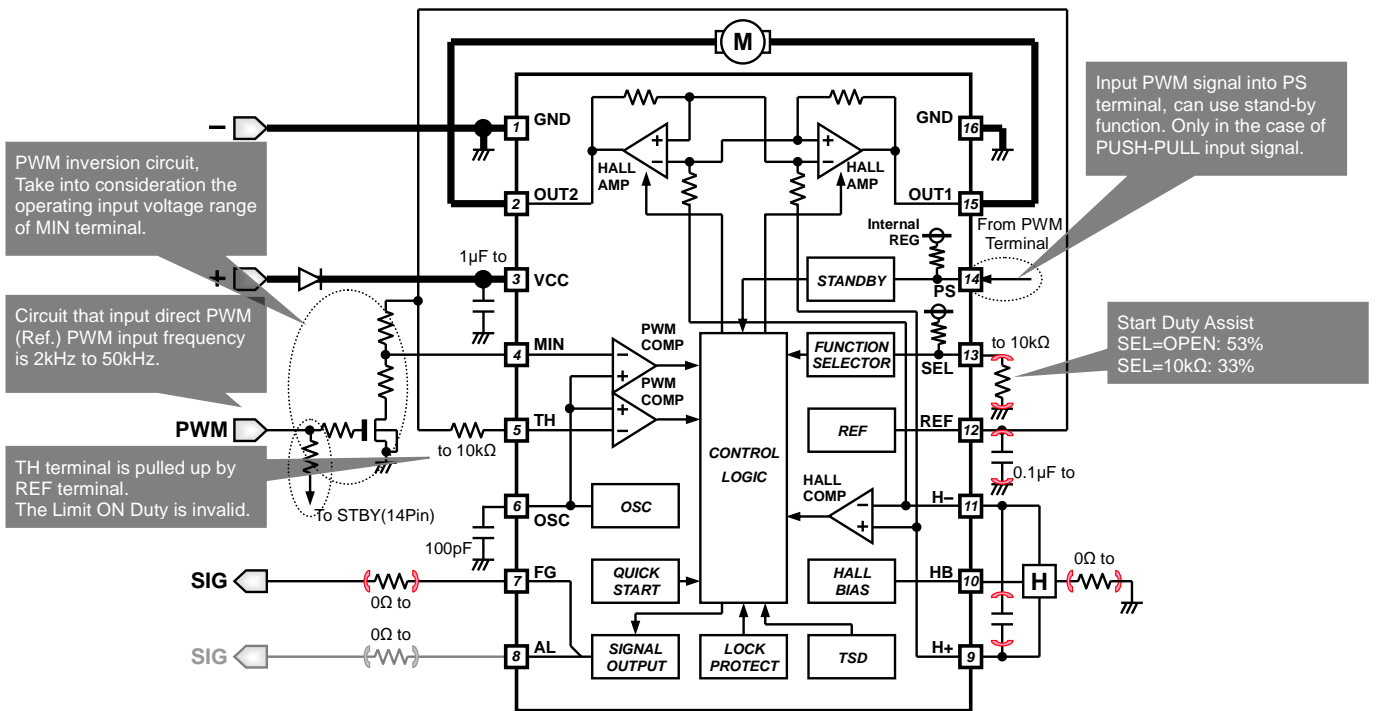 M
Input PWM signal into PS
terminal, can use stand-by
function. Only in the case of
PUSH-PULL input signal.
−
1
GND
GND
16
PWM inversion circuit,
Take into consideration the
operating input voltage range
of MIN terminal.
+
−
HALL
AMP
+
−
HALL
AMP
2
OUT2
OUT1
15
Internal
REG
From PWM
Terminal
+
1µF to
3
VCC
STANDBY
PS
14
Circuit that input direct PWM
(Ref.) PWM input frequency
is 2kHz to 50kHz.
4
MIN
−
+
PWM
COMP
FUNCTION
SELECTOR
SEL
13
to 10kΩ
Start Duty Assist
SEL=OPEN: 53%
SEL=10kΩ: 33%
PWM
to 10kΩ
5
TH
+
−
PWM
COMP
CONTROL
LOGIC
REF
REF
12
0.1µF to
TH terminal is pulled up by
REF terminal.
The Limit ON Duty is invalid.
To STBY(14Pin)
100pF
6
OSC
OSC
HALL
COMP
−
+
H−
11
SIG
0Ω to
7
FG
QUICK
START
HALL
BIAS
HB
10
H
0Ω to
SIG
0Ω to
8
AL
SIGNAL
OUTPUT
LOCK
PROTECT
TSD
H+
9